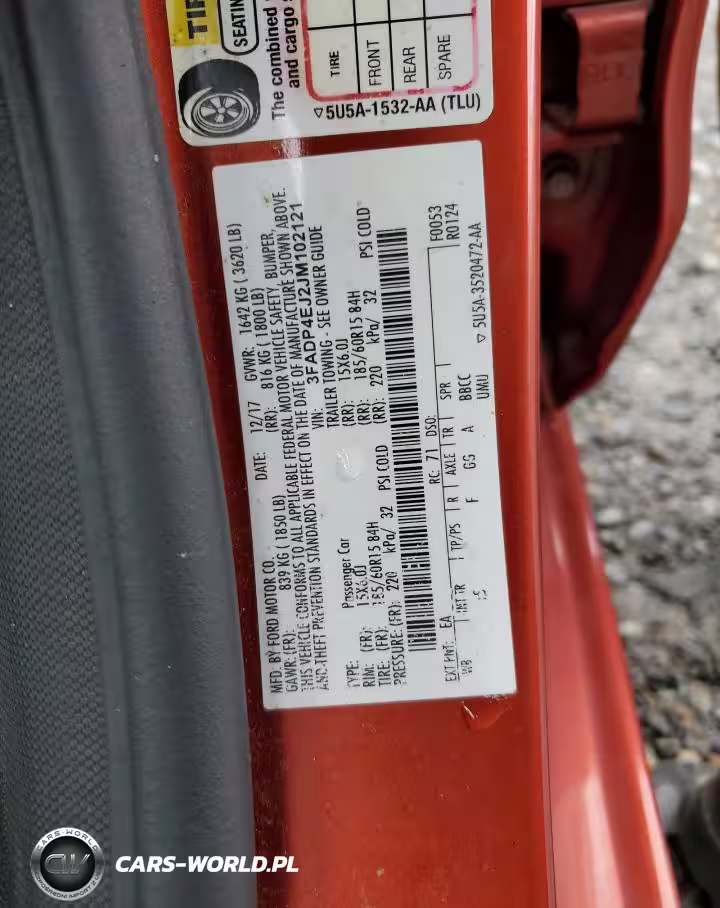 TIR
SEATIN
The combined
and cargo s
TIRE
FRONT
REAR
SPARE
▽5U5A-1532-AA (TLU)
MFD. BY FORD MOTOR CO. DATE: 12/17 GVWR: 1642 KG ( 3620 LB)
GAWR: (FR): 839 KG (1850 LB) (RR): 816 KG (1800 LB)
THIS VEHICLE CONFORMS TO ALL APPLICABLE FEDERAL MOTOR VEHICLE SAFETY, BUMPER,
AND THEFT PREVENTION STANDARDS IN EFFECT ON THE DATE OF MANUFACTURE SHOWN ABOVE.
VIN: 3FADP4EJ2JM102121
TYPE: Passenger Car TRAILER TOWING - SEE OWNER GUIDE
RIM: (FR): 15X6.0J (RR): 15X6.0J
TIRE: (FR): 185/60R15 84H (RR): 185/60R15 84H
PRESSURE: (FR): 220 kPa/ 32 PSI COLD (RR): 220 kPa/ 32 PSI COLD
F0053
RC: 71 DSO: R0124
EXT PNT: EA
WB INT TR TP/PS R AXLE TR SPR
F GG A BBCC
UMU
▽ 5U5A-3520472-AA
CARS-WORLD
CW
CARS-WORLD.PL